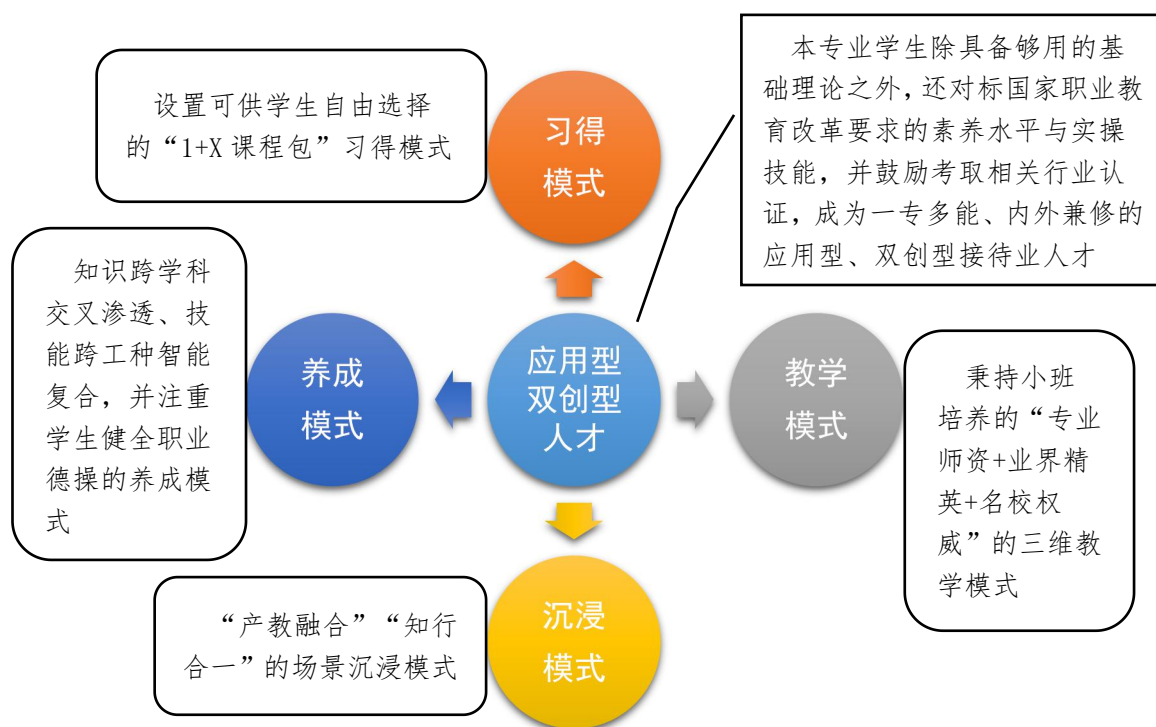 设置可供学生自由选择
的“1+X 课程包”习得模式
习得
模式
本专业学生除具备够用的基
础理论之外，还对标国家职业教
育改革要求的素养水平与实操
技能，并鼓励考取相关行业认
证，成为一专多能、内外兼修的
应用型、双创型接待业人才
知识跨学科
交叉渗透、技
能跨工种智能
复合，并注重
学生健全职业
德操的养成模
式
养成
模式
应用型
双创型
人才
教学
模式
秉持小班
培养的“专业
师资+业界精
英+名校权
威”的三维教
学模式
“产教融合”“知行
合一”的场景沉浸模式
沉浸
模式